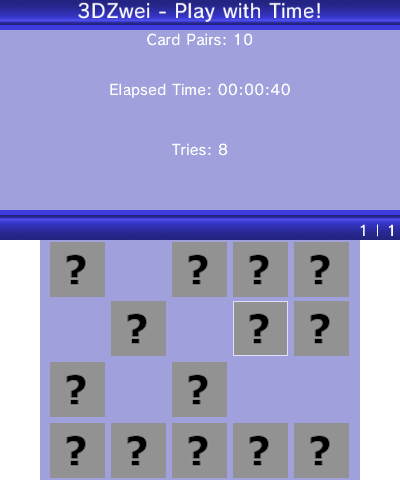 3DZwei - Play with Time!
Card Pairs: 10
Elapsed Time: 00:00:40
Tries: 8
1 | 1
? ? ? ?
? ? ?
? ?
? ? ? ? ?